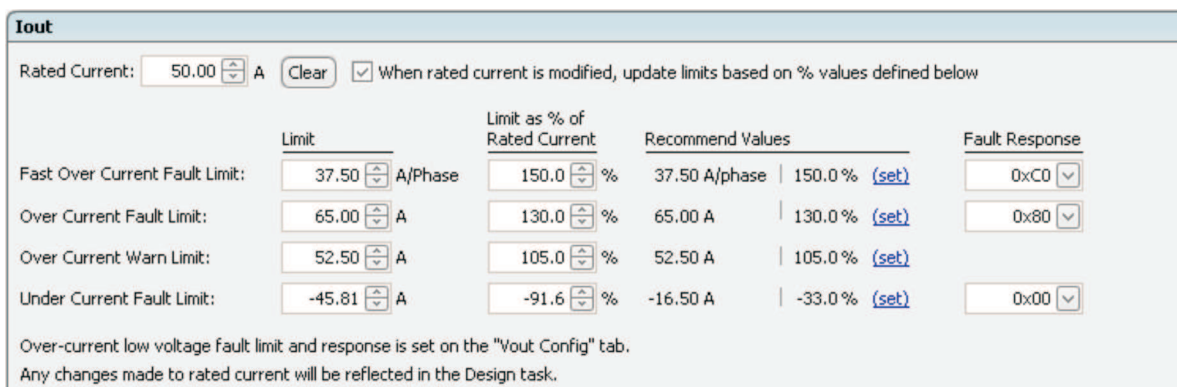 Iout
Rated Current: 50.00 A Clear When rated current is modified, update limits based on % values defined below
Limit as % of
Limit Rated Current Recommend Values Fault Response
Fast Over Current Fault Limit: 37.50 A/Phase 150.0 % 37.50 A/phase | 150.0 % (set) 0xC0
Over Current Fault Limit: 65.00 A 130.0 % 65.00 A | 130.0 % (set) 0x80
Over Current Warn Limit: 52.50 A 105.0 % 52.50 A | 105.0 % (set)
Under Current Fault Limit: -45.81 A -91.6 % -16.50 A | -33.0 % (set) 0x00
Over-current low voltage fault limit and response is set on the "Vout Config" tab.
Any changes made to rated current will be reflected in the Design task.